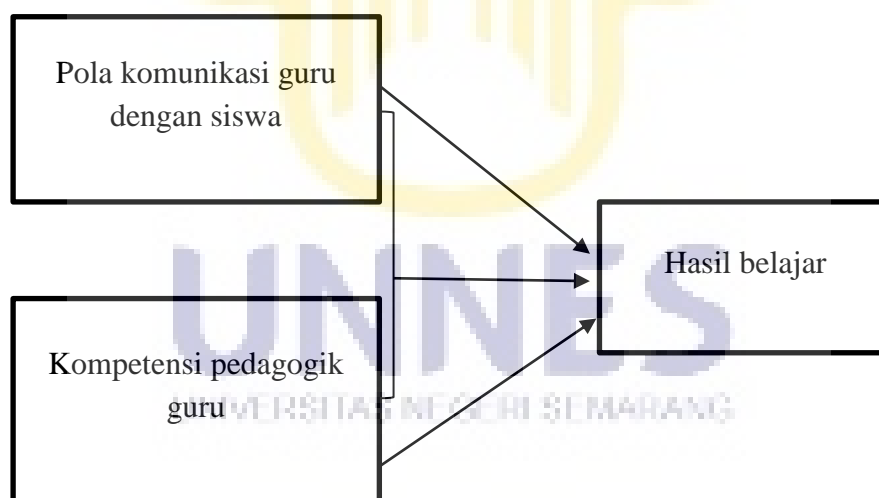 Pola komunikasi guru
dengan siswa
Hasil belajar
Kompetensi pedagogik
guru
UNNES
UNIVERSITAS NEGERI SEMARANG